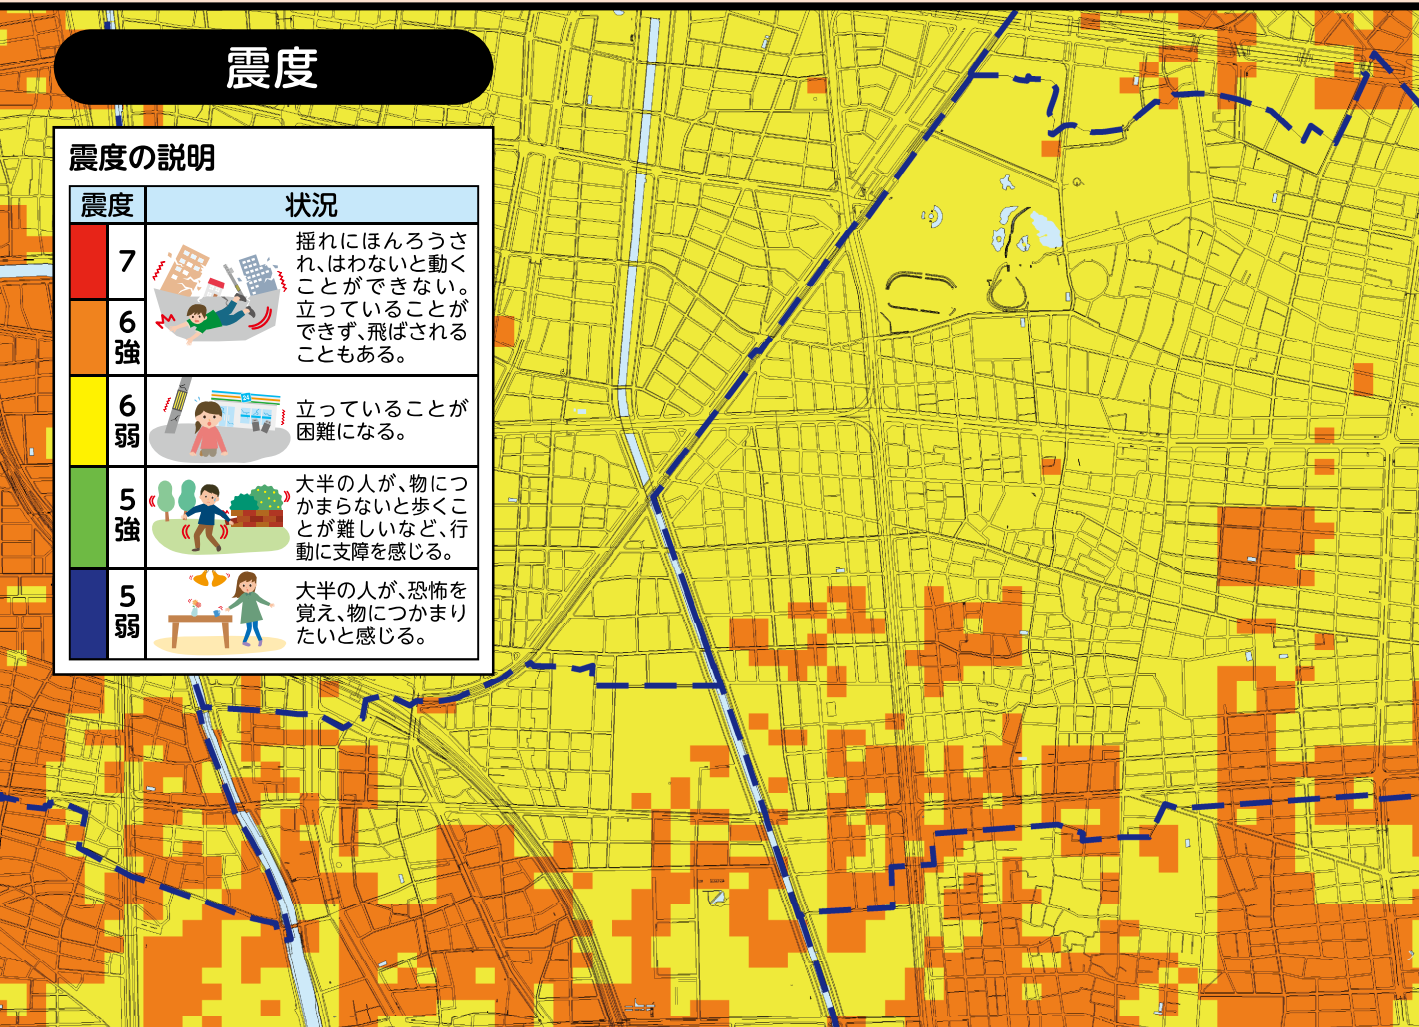 震度
震度の説明
震度
状況
7
揺れにほんろうさ
れ、はわないと動く
ことができない。
立っていることが
できず、飛ばされる
こともある。
6
強
6
弱
24
立っていることが
困難になる。
5
強
大半の人が、物につ
かまらないと歩くこ
とが難しいなど、行
動に支障を感じる。
5
弱
大半の人が、恐怖を
覚え、物につかまり
たいと感じる。